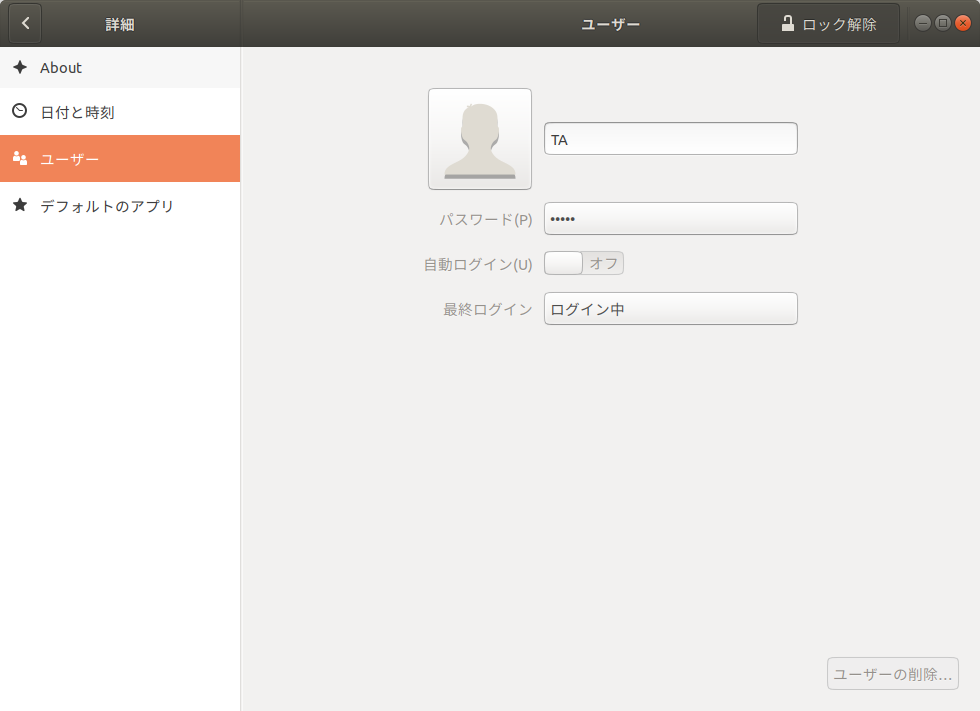 詳細
ユーザー
ロック解除
About
日付と時刻
ユーザー
デフォルトのアプリ
TA
パスワード(P)
•••••
自動ログイン(U)
オフ
最終ログイン
ログイン中
ユーザーの削除...